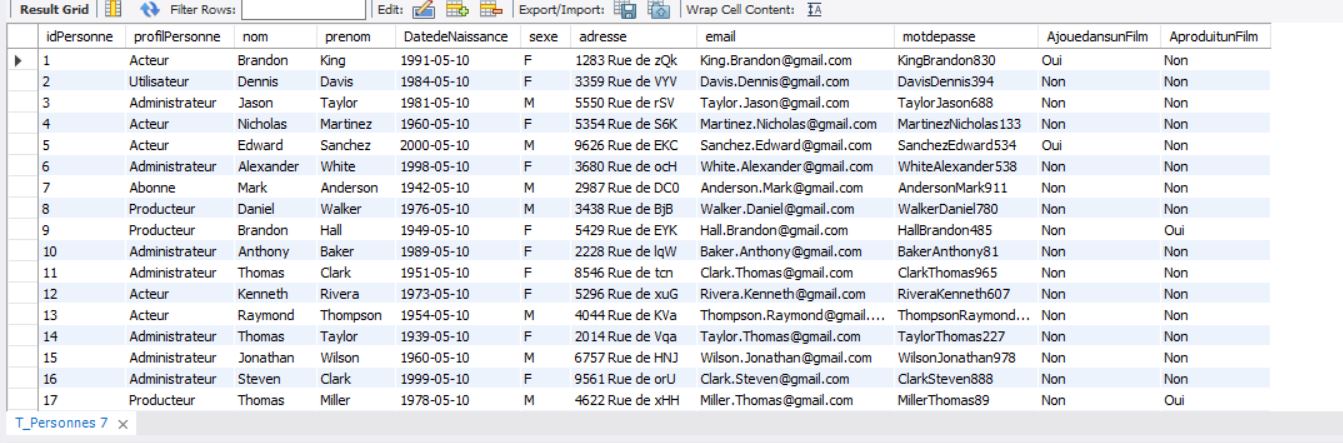 Result Grid Filter Rows: Edit: Export/Import: Wrap Cell Content:
idPersonne profilPersonne nom prenom DatedeNaissance sexe adresse email motdepasse AjouedansunFilm AproduitunFilm
1 Acteur Brandon King 1991-05-10 F 1283 Rue de zQk King.Brandon@gmail.com KingBrandon830 Oui Non
2 Utilisateur Dennis Davis 1984-05-10 F 3359 Rue de VYV Davis.Dennis@gmail.com DavisDennis394 Non Non
3 Administrateur Jason Taylor 1981-05-10 M 5550 Rue de rSV Taylor.Jason@gmail.com TaylorJason688 Non Non
4 Acteur Nicholas Martinez 1960-05-10 F 5354 Rue de S6K Martinez.Nicholas@gmail.com MartinezNicholas133 Non Non
5 Acteur Edward Sanchez 2000-05-10 M 9626 Rue de EKC Sanchez.Edward@gmail.com SanchezEdward534 Oui Non
6 Administrateur Alexander White 1998-05-10 F 3680 Rue de ocH White.Alexander@gmail.com WhiteAlexander538 Non Non
7 Abonne Mark Anderson 1942-05-10 M 2987 Rue de DC0 Anderson.Mark@gmail.com AndersonMark911 Non Non
8 Producteur Daniel Walker 1976-05-10 M 3438 Rue de BjB Walker.Daniel@gmail.com WalkerDaniel780 Non Non
9 Producteur Brandon Hall 1949-05-10 F 5429 Rue de EYK Hall.Brandon@gmail.com HallBrandon485 Non Oui
10 Administrateur Anthony Baker 1989-05-10 F 2228 Rue de lqW Baker.Anthony@gmail.com BakerAnthony81 Non Non
11 Administrateur Thomas Clark 1951-05-10 F 8546 Rue de tcn Clark.Thomas@gmail.com ClarkThomas965 Non Non
12 Acteur Kenneth Rivera 1973-05-10 F 5296 Rue de xuG Rivera.Kenneth@gmail.com RiveraKenneth607 Non Non
13 Acteur Raymond Thompson 1954-05-10 M 4044 Rue de KVa Thompson.Raymond@gmail.... ThompsonRaymond... Non Non
14 Administrateur Thomas Taylor 1939-05-10 F 2014 Rue de Vqa Taylor.Thomas@gmail.com TaylorThomas227 Non Non
15 Administrateur Jonathan Wilson 1960-05-10 M 6757 Rue de HNJ Wilson.Jonathan@gmail.com WilsonJonathan978 Non Non
16 Administrateur Steven Clark 1999-05-10 F 9561 Rue de orU Clark.Steven@gmail.com ClarkSteven888 Non Non
17 Producteur Thomas Miller 1978-05-10 M 4622 Rue de xHH Miller.Thomas@gmail.com MillerThomas89 Non Oui
T_Personnes 7